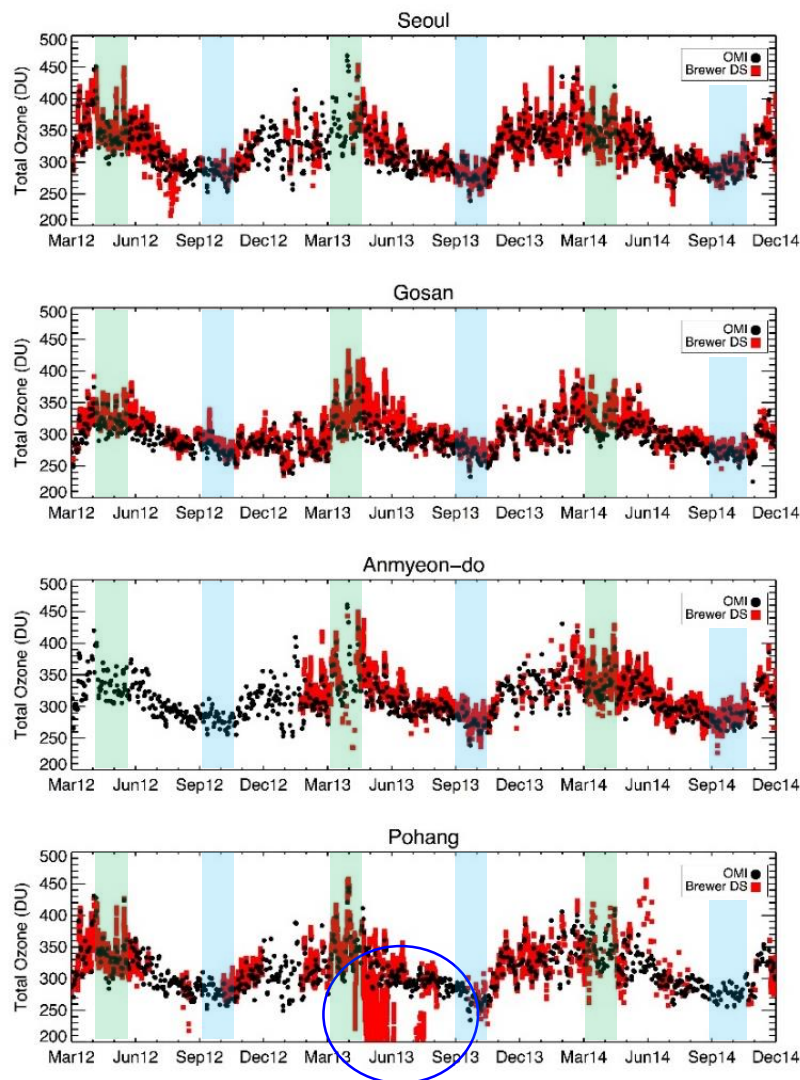 Seoul
500
450
400
350
300
250
200
Total Ozone (DU)
OMI
Brewer DS
Mar12 Jun12 Sep12 Dec12 Mar13 Jun13 Sep13 Dec13 Mar14 Jun14 Sep14 Dec14
Gosan
500
450
400
350
300
250
200
Total Ozone (DU)
OMI
Brewer DS
Mar12 Jun12 Sep12 Dec12 Mar13 Jun13 Sep13 Dec13 Mar14 Jun14 Sep14 Dec14
Anmyeon-do
500
450
400
350
300
250
200
Total Ozone (DU)
OMI
Brewer DS
Mar12 Jun12 Sep12 Dec12 Mar13 Jun13 Sep13 Dec13 Mar14 Jun14 Sep14 Dec14
Pohang
500
450
400
350
300
250
200
Total Ozone (DU)
OMI
Brewer DS
Mar12 Jun12 Sep12 Dec12 Mar13 Jun13 Sep13 Dec13 Mar14 Jun14 Sep14 Dec14